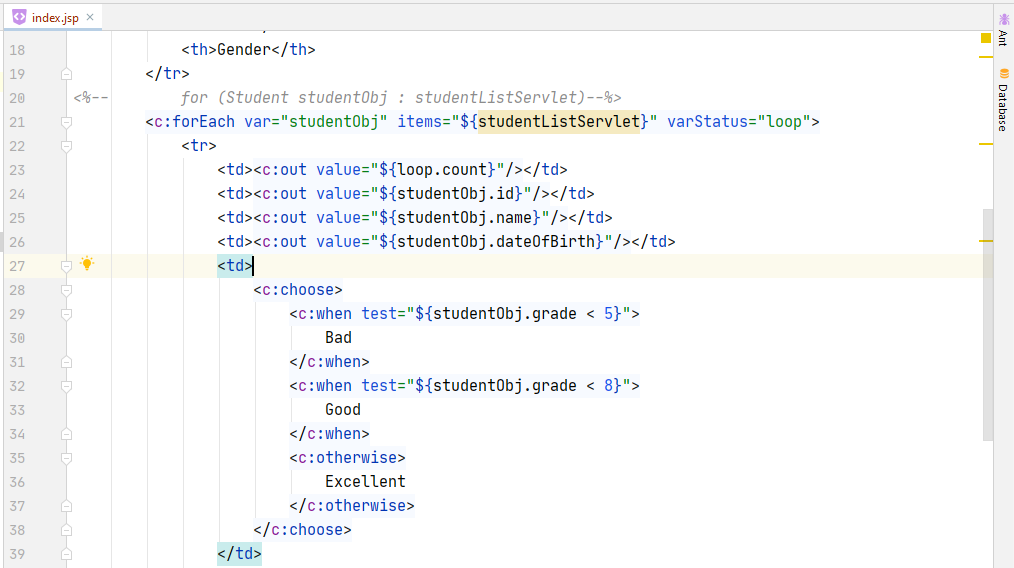 index.jsp
18 <th>Gender</th>
19 </tr>
20 <%-- for (Student studentObj : studentListServlet)--%>
21 <c:forEach var="studentObj" items="${studentListServlet}" varStatus="loop">
22 <tr>
23 <td><c:out value="${loop.count}"/></td>
24 <td><c:out value="${studentObj.id}"/></td>
25 <td><c:out value="${studentObj.name}"/></td>
26 <td><c:out value="${studentObj.dateOfBirth}"/></td>
27 <td>
28 <c:choose>
29 <c:when test="${studentObj.grade < 5}">
30 Bad
31 </c:when>
32 <c:when test="${studentObj.grade < 8}">
33 Good
34 </c:when>
35 <c:otherwise>
36 Excellent
37 </c:otherwise>
38 </c:choose>
39 </td>
Ant
Database